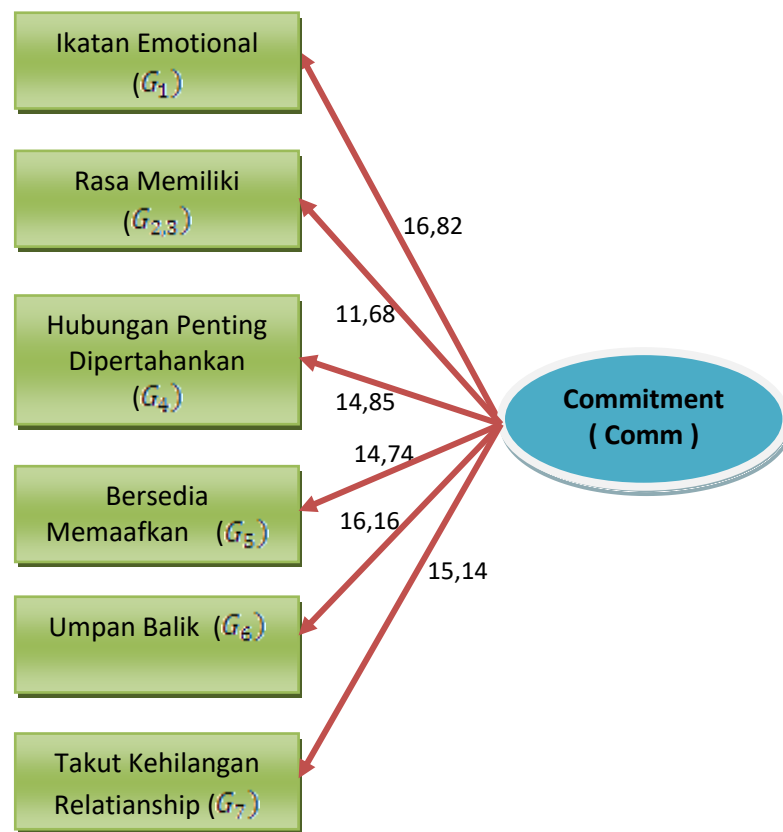 Ikatan Emotional
(G₁)
Rasa Memiliki
(G₂,₃)
16,82
Hubungan Penting
Dipertahankan
(G₄)
11,68
14,85
Commitment
( Comm )
14,74
Bersedia
Memaafkan (G₅)
16,16
15,14
Umpan Balik (G₆)
Takut Kehilangan
Relatianship (G₇)